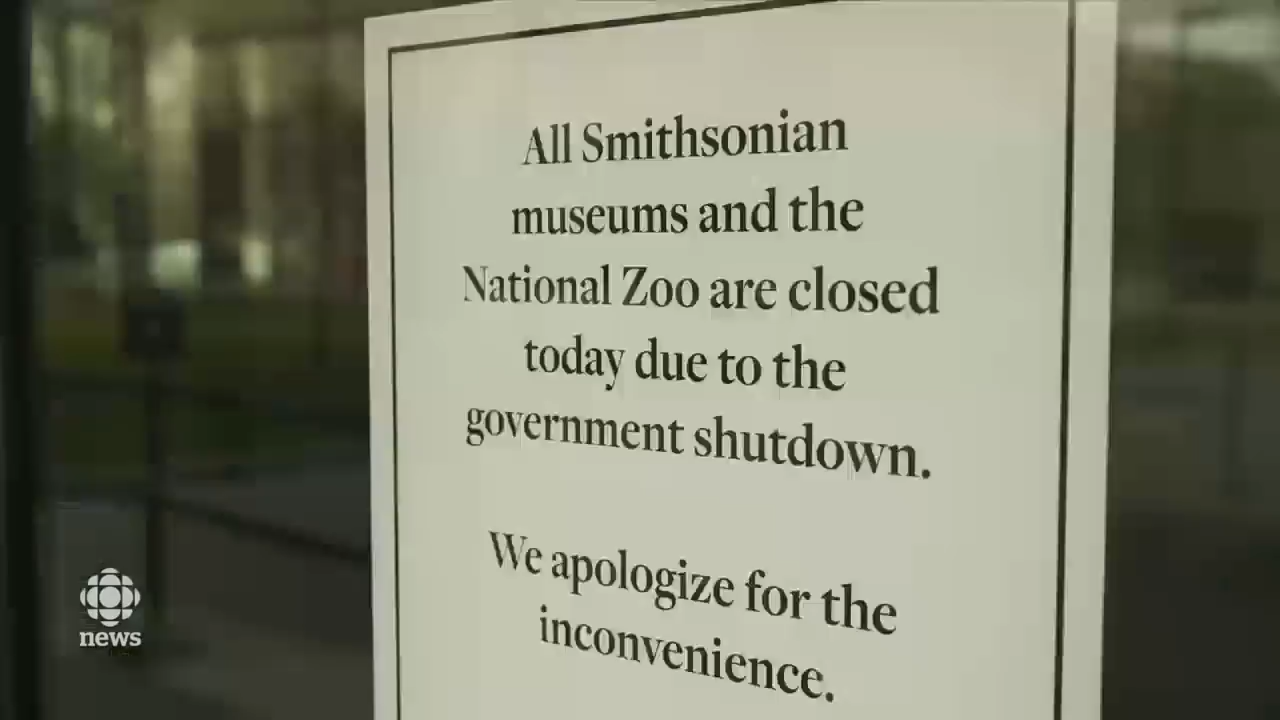 All Smithsonian
museums and the
National Zoo are closed
today due to the
government shutdown.
We apologize for the
inconvenience.
news